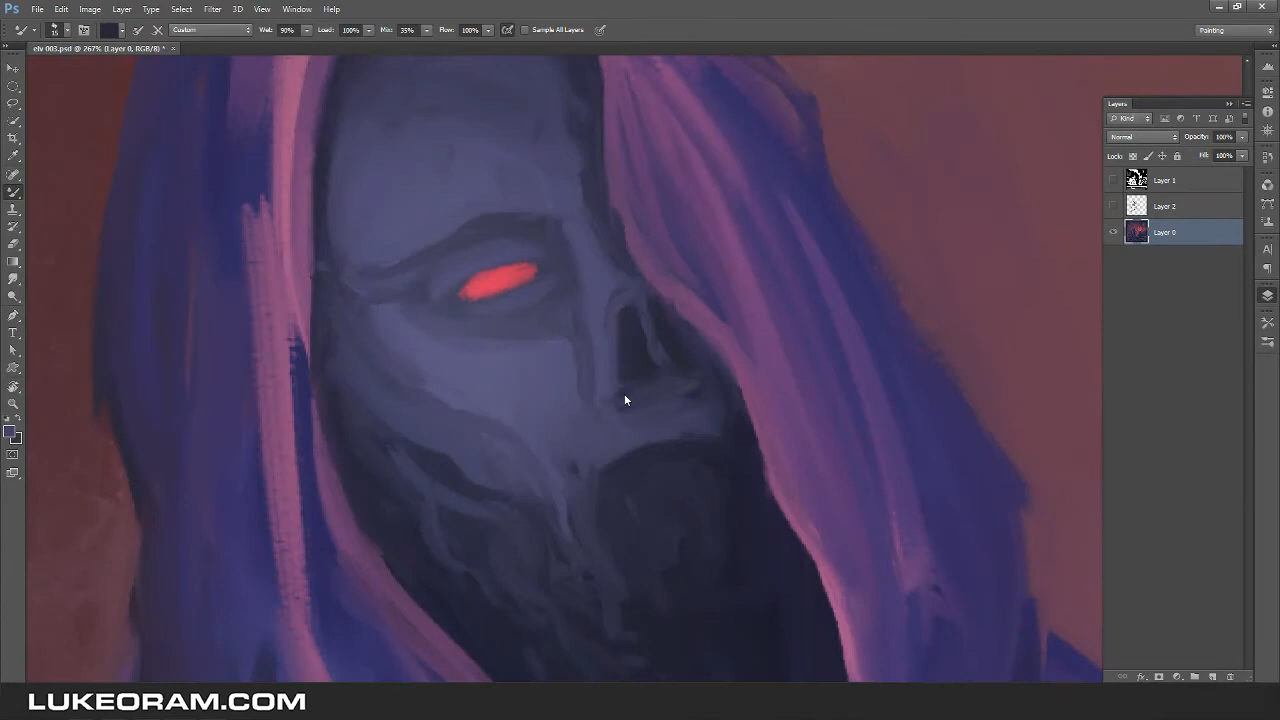 Ps File Edit Image Layer Type Select Filter 3D View Window Help
15 Custom Wet: 90% Load: 100% Mix: 35% Flow: 100% Sample All Layers Painting
elv 003.psd @ 267% (Layer 0, RGB/8) * ×
Layers
Kind
Normal Opacity: 100%
Lock: Fill: 100%
Layer 1
Layer 2
Layer 0
LUKEORAM.COM